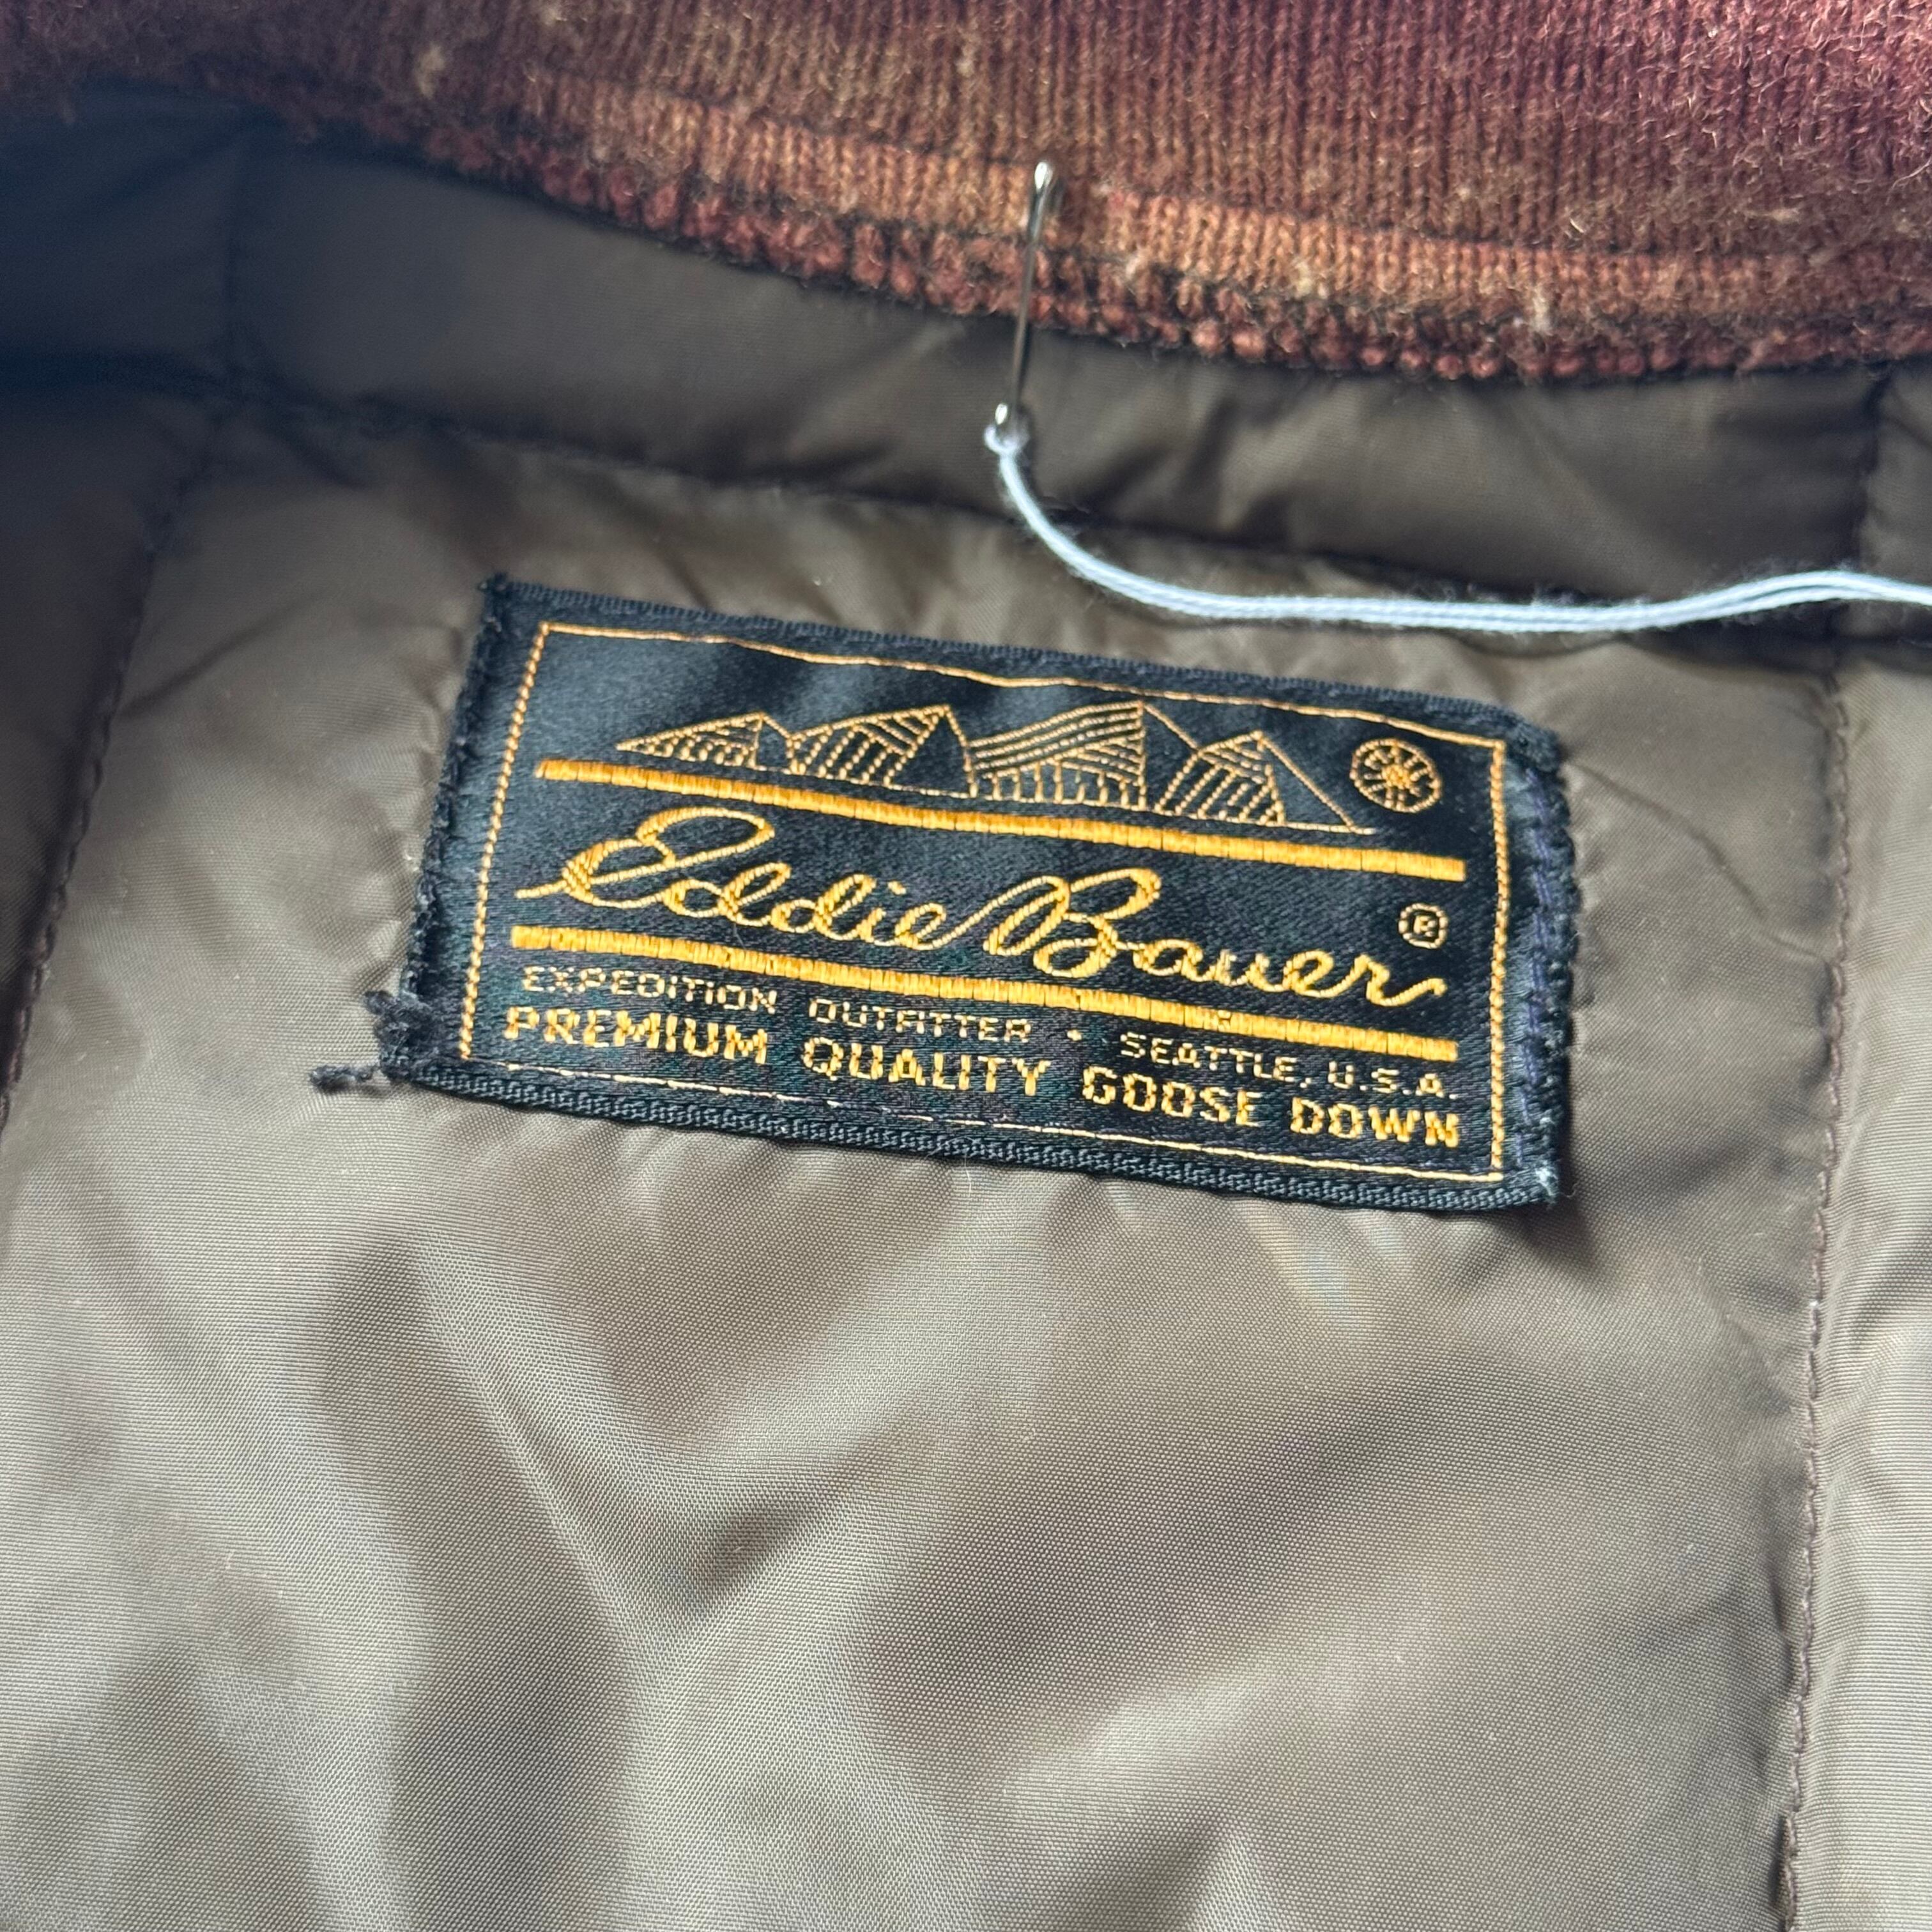 Eddie Bauer ®
EXPEDITION OUTFITTER · SEATTLE, U.S.A.
PREMIUM QUALITY GOOSE DOWN